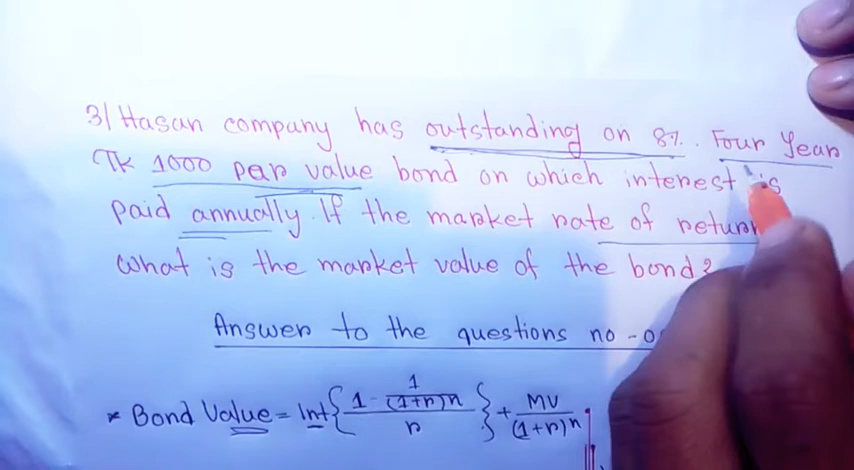 3/ Hasan company has outstanding on 8%. Four Year
TK 1000 par value bond on which interest is
paid annually. If the market rate of return
What is the market value of the bond?
Answer to the questions no-
* Bond Value = Int { 1 - 1/(1+r)n / r } + MV/(1+r)n